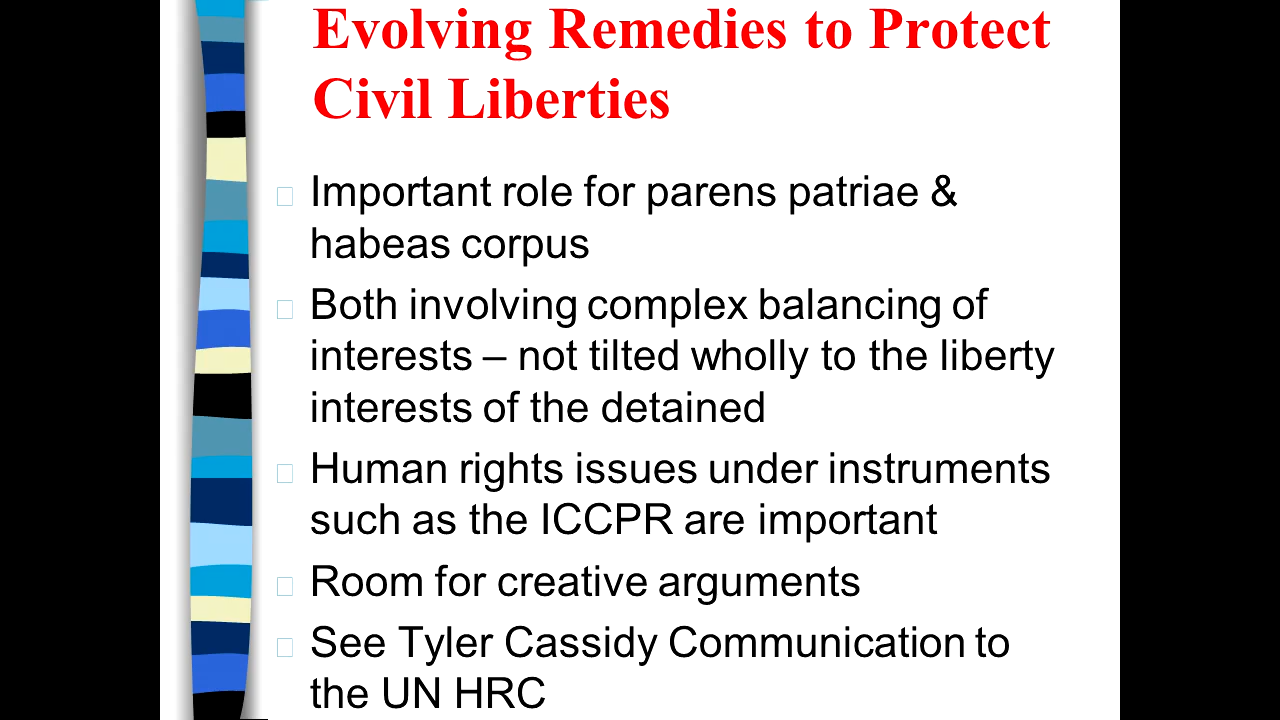 Evolving Remedies to Protect
Civil Liberties
Important role for parens patriae &
habeas corpus
Both involving complex balancing of
interests – not tilted wholly to the liberty
interests of the detained
Human rights issues under instruments
such as the ICCPR are important
Room for creative arguments
See Tyler Cassidy Communication to
the UN HRC